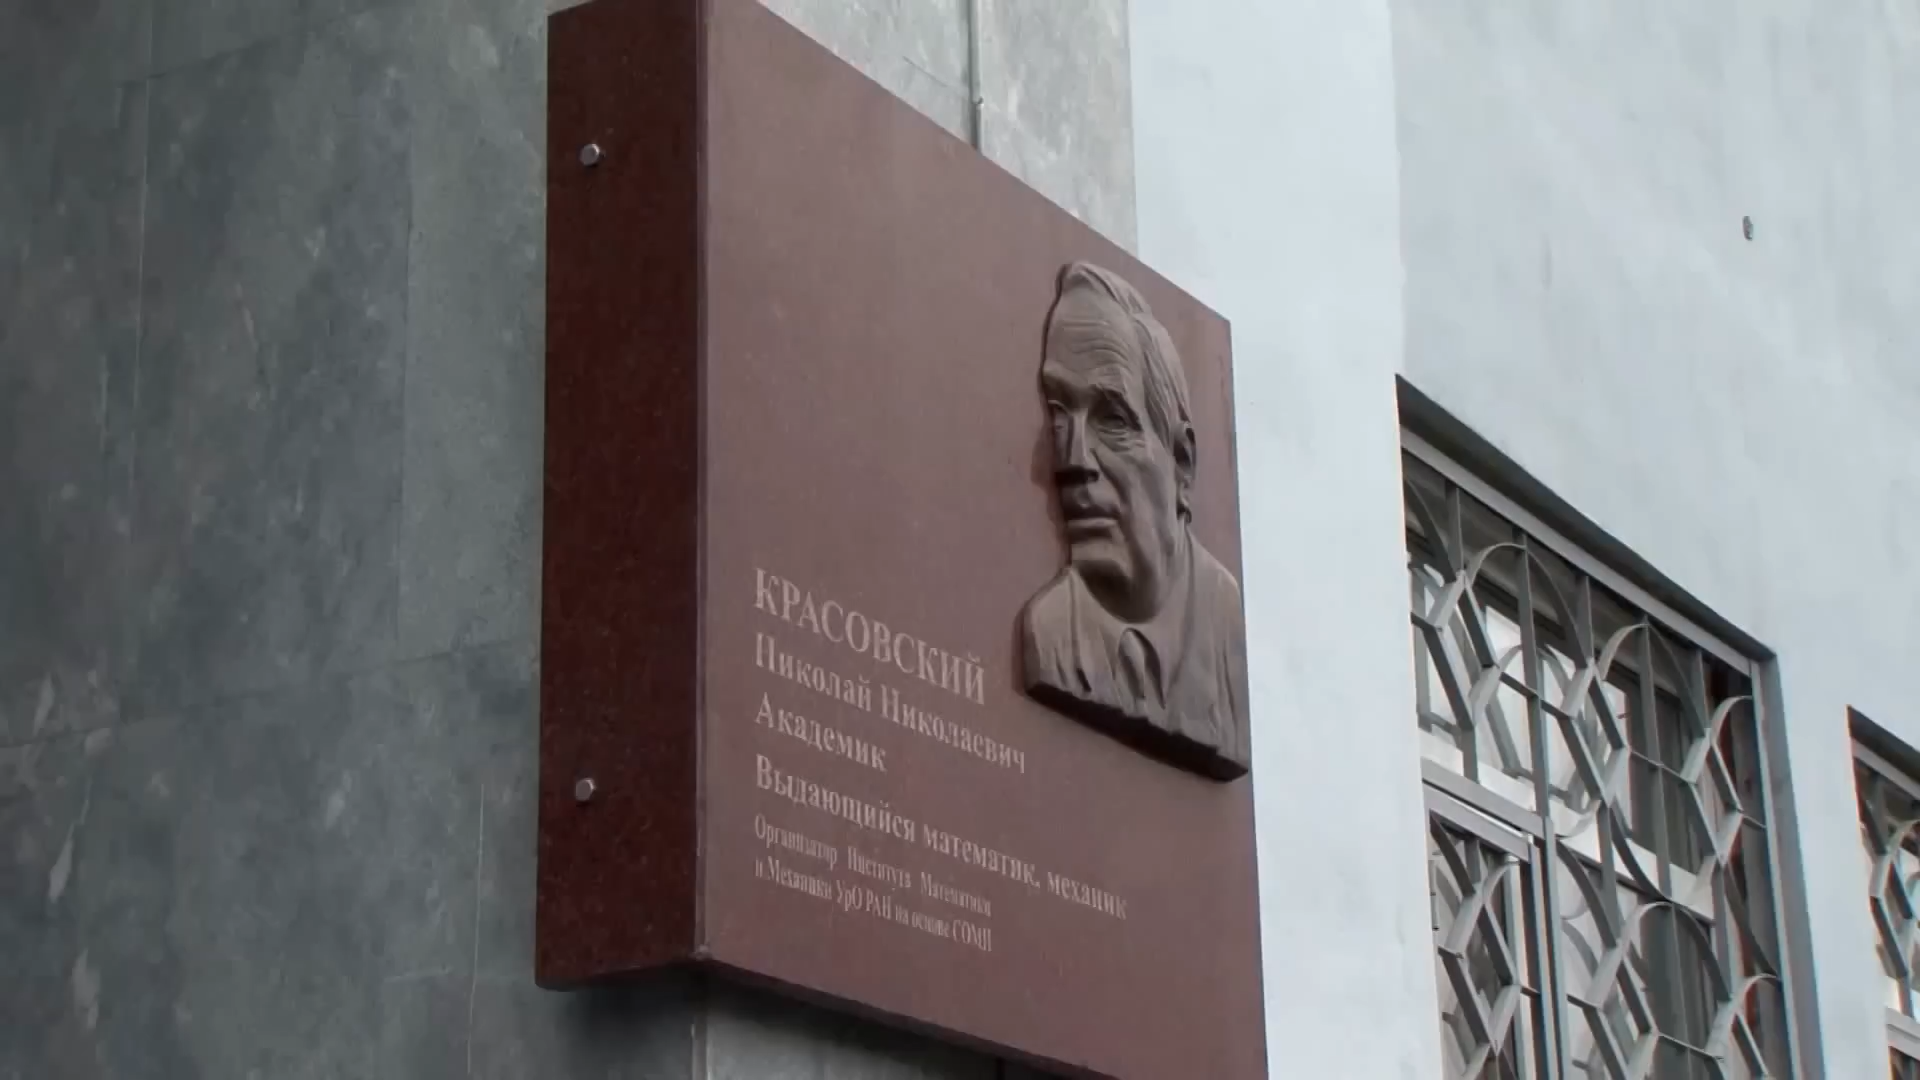 КРАСОВСКИЙ
Николай Николаевич
Академик
Выдающийся математик, механик
Организатор Института Математики
и Механики УрО РАН на основе СОМИ